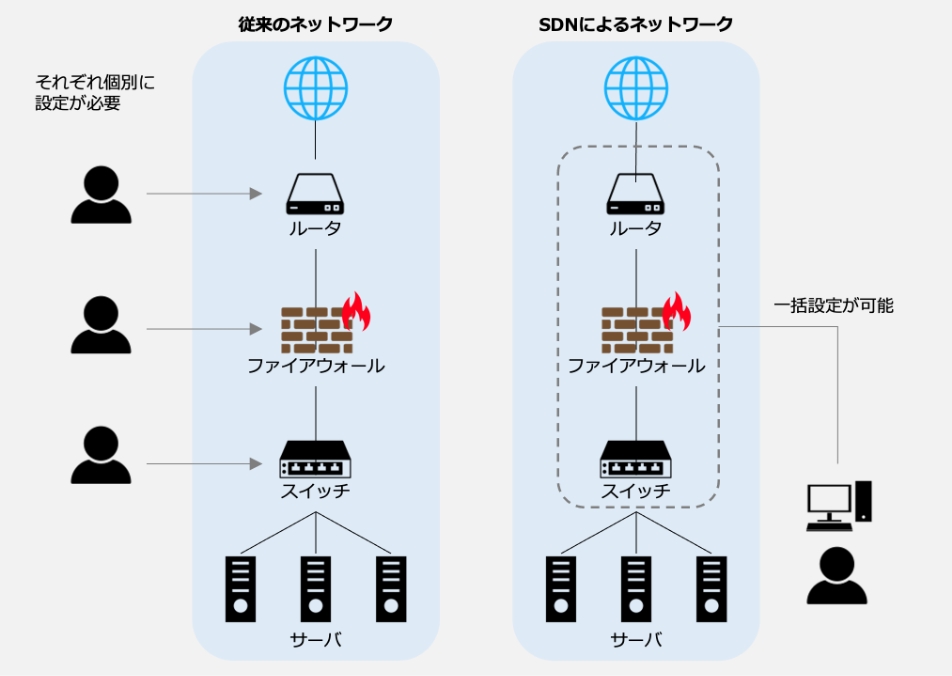 従来のネットワーク
それぞれ個別に
設定が必要
ルータ
ファイアウォール
スイッチ
サーバ
SDNによるネットワーク
ルータ
ファイアウォール
スイッチ
サーバ
一括設定が可能